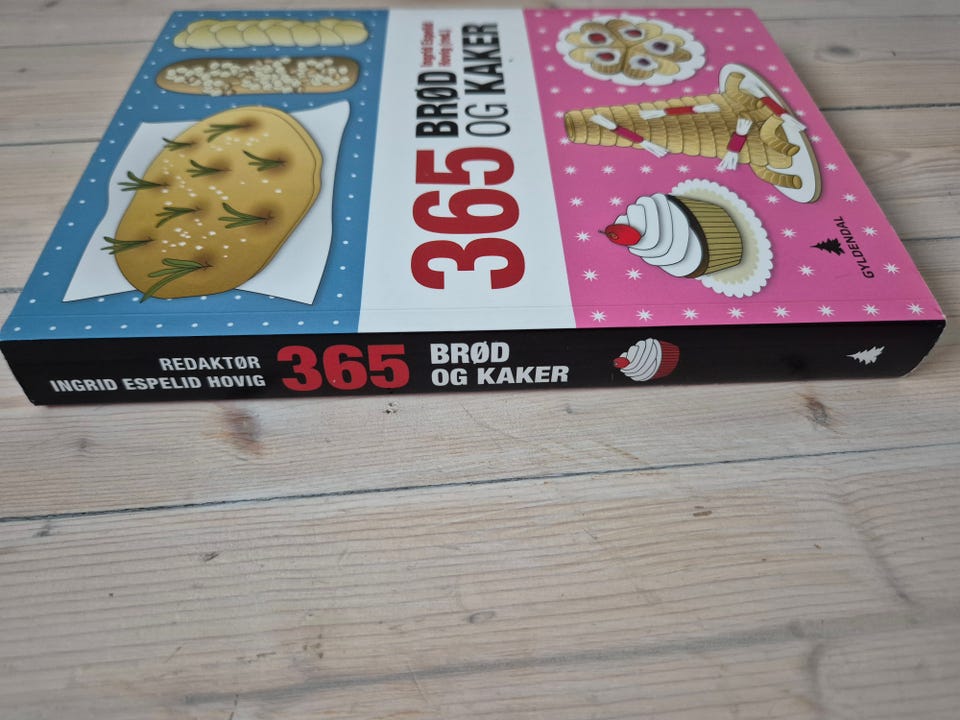 Ingrid Espelid
Hovig (red.)
365 BRØD
OG KAKER
GYLDENDAL
REDAKTØR
INGRID ESPELID HOVIG
365
BRØD
OG KAKER